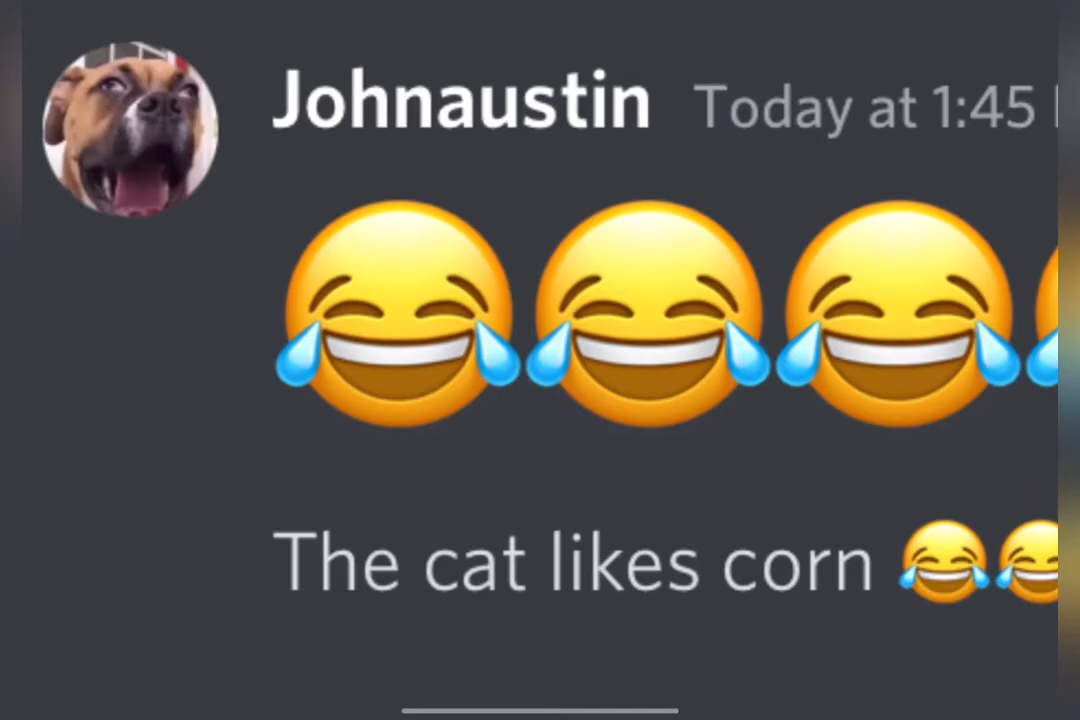 Johnaustin Today at 1:45
😂😂😂
The cat likes corn 😂😂